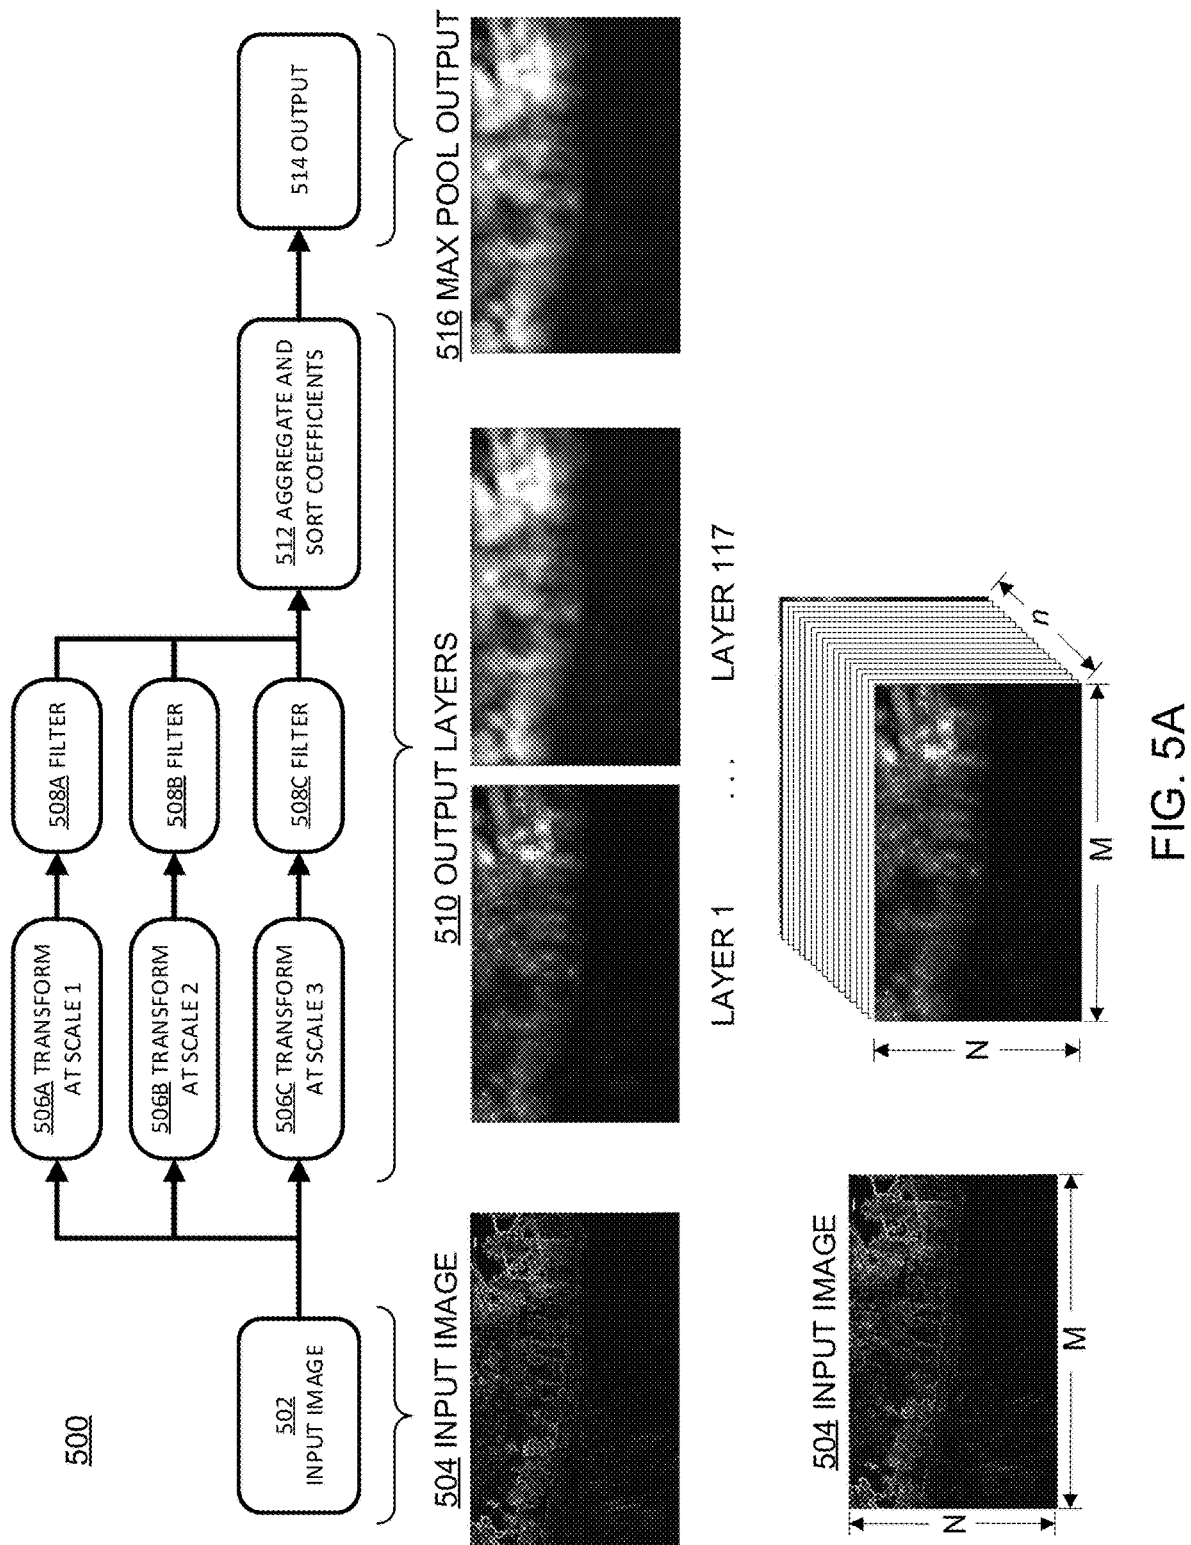 500
502
INPUT IMAGE
506A TRANSFORM
AT SCALE 1
506B TRANSFORM
AT SCALE 2
506C TRANSFORM
AT SCALE 3
508A FILTER
508B FILTER
508C FILTER
512 AGGREGATE AND
SORT COEFFICIENTS
514 OUTPUT
504 INPUT IMAGE
510 OUTPUT LAYERS
516 MAX POOL OUTPUT
LAYER 1
...
LAYER 117
504 INPUT IMAGE
N
M
N
M
n
FIG. 5A